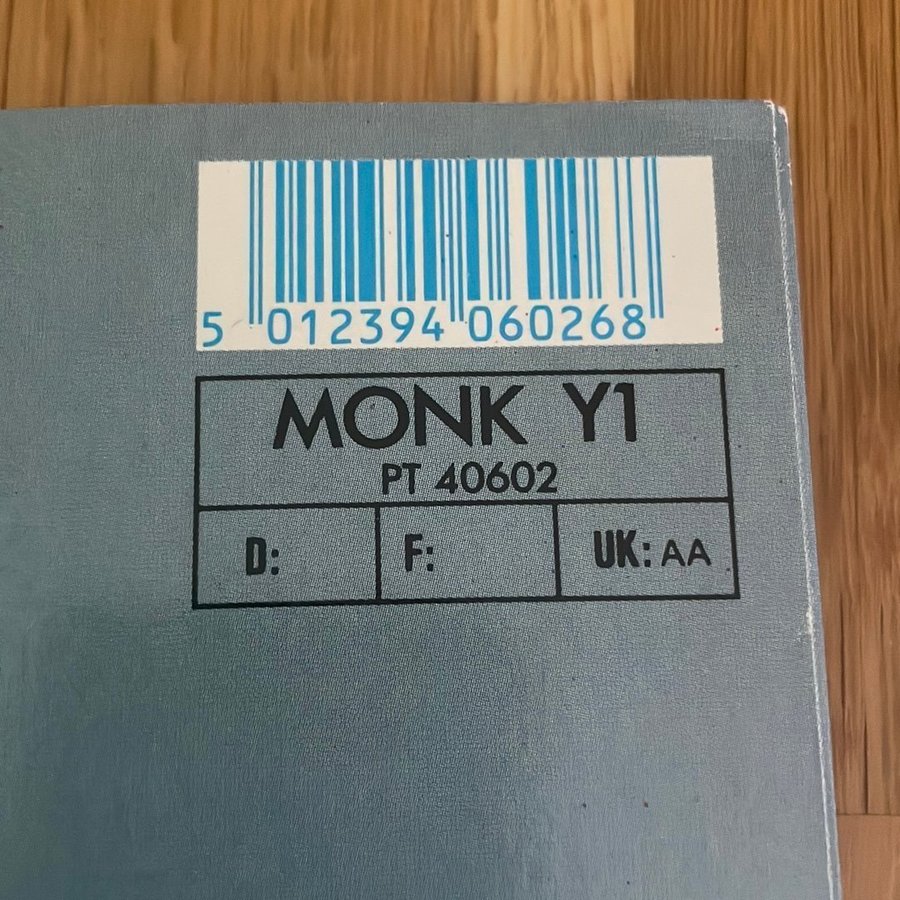 5 012394 060268
MONK Y1
PT 40602
D: F: UK: AA